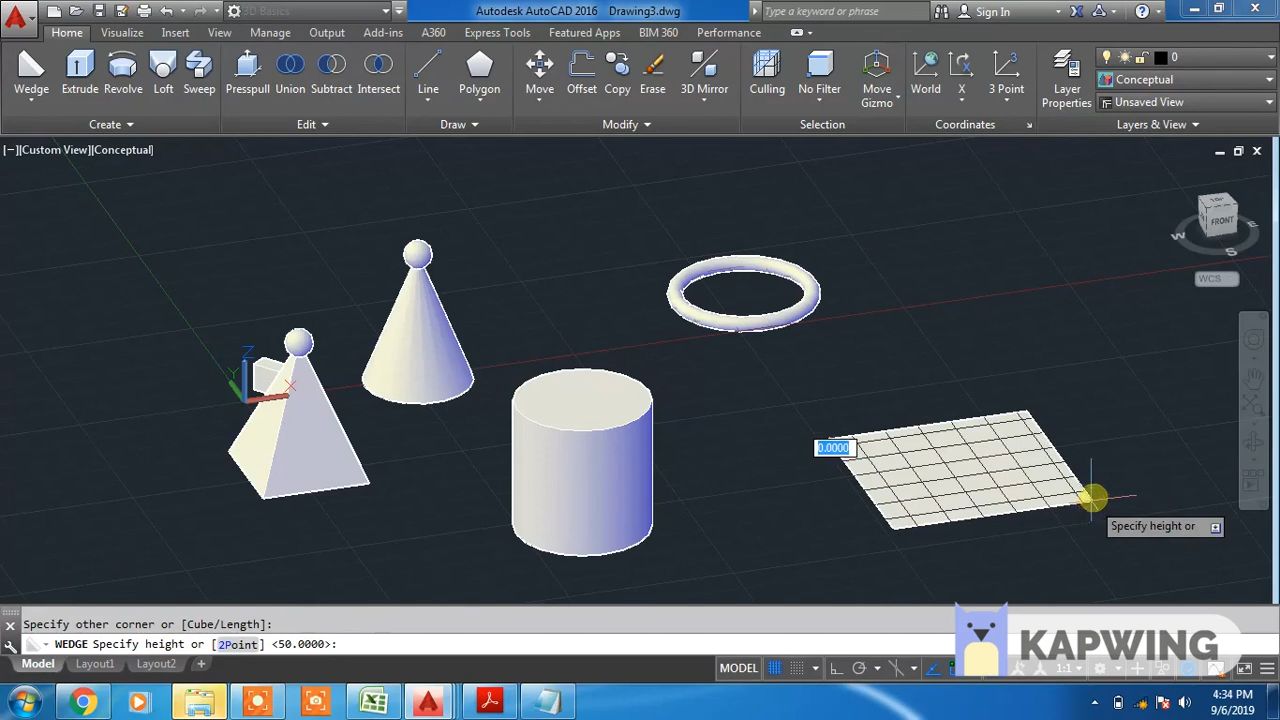 3D Basics
Autodesk AutoCAD 2016 Drawing3.dwg
Type a keyword or phrase
Sign In
Home Visualize Insert View Manage Output Add-ins A360 Express Tools Featured Apps BIM 360 Performance
Wedge Extrude Revolve Loft Sweep
Presspull Union Subtract Intersect
Line Polygon
Move Offset Copy Erase 3D Mirror
Culling No Filter Move Gizmo
World X 3 Point
Layer Properties
0
Conceptual
Unsaved View
Create Edit Draw Modify Selection Coordinates Layers & View
[−][Custom View][Conceptual]
TOP
FRONT
W
E
S
WCS
Z
Y
X
0.0000
Specify height or
Specify other corner or [Cube/Length]:
WEDGE Specify height or [2Point] <50.0000>:
KAPWING
Model Layout1 Layout2 +
MODEL
1:1
4:34 PM
9/6/2019